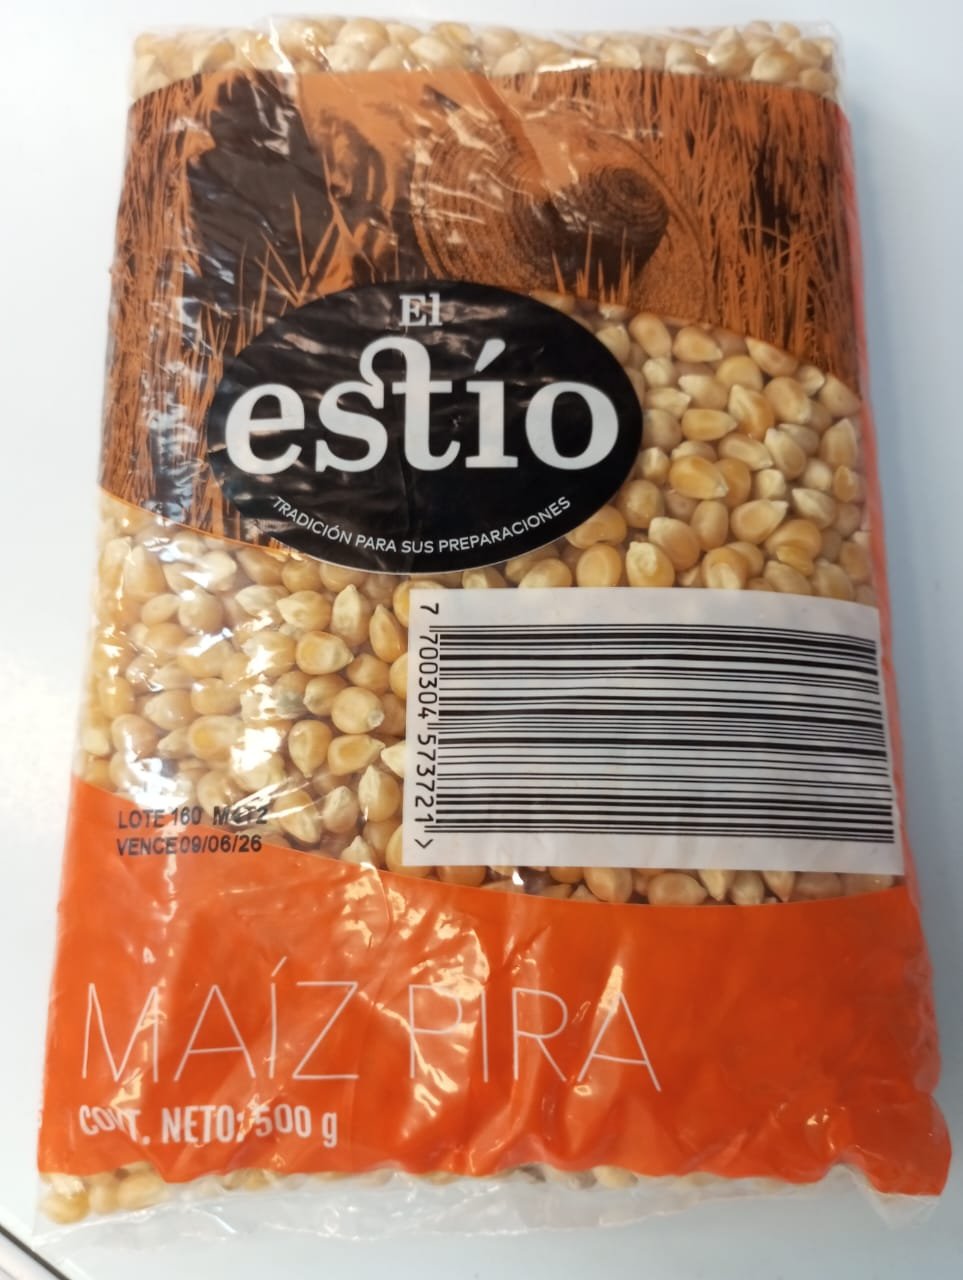 El
estío
TRADICIÓN PARA SUS PREPARACIONES
7 700304 573721 >
LOTE 160
VENCE 09/06/26
MAÍZ PIRA
CONT. NETO: 500 g